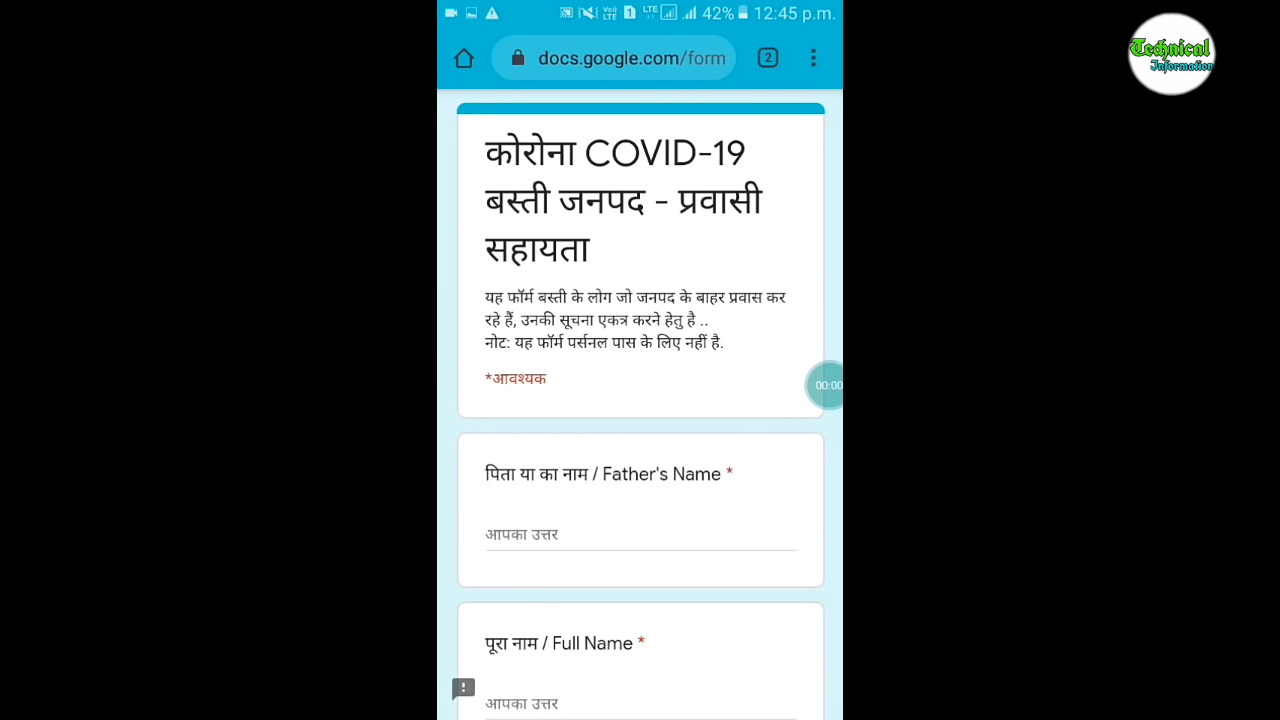 42% 12:45 p.m.
docs.google.com/form
2
Technical
Information
कोरोना COVID-19
बस्ती जनपद - प्रवासी
सहायता
यह फॉर्म बस्ती के लोग जो जनपद के बाहर प्रवास कर
रहे हैं, उनकी सूचना एकत्र करने हेतु है ..
नोट: यह फॉर्म पर्सनल पास के लिए नहीं है.
*आवश्यक
00:00
पिता या का नाम / Father's Name *
आपका उत्तर
पूरा नाम / Full Name *
आपका उत्तर